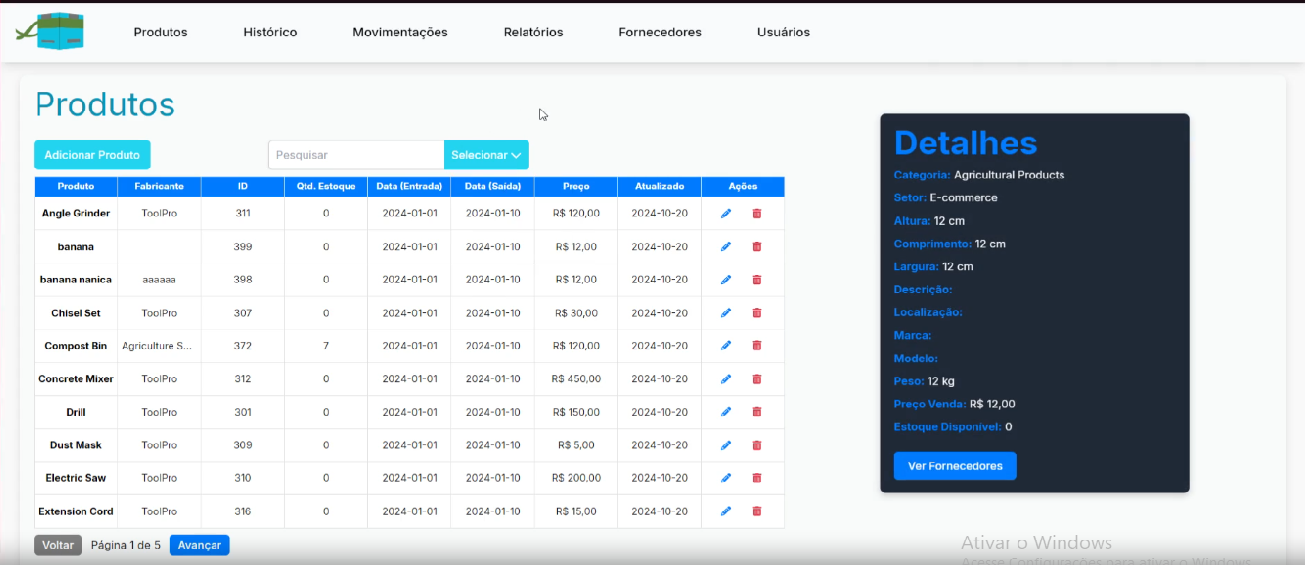 Produtos Histórico Movimentações Relatórios Fornecedores Usuários
Produtos
Adicionar Produto Pesquisar Selecionar
Produto Fabricante ID Qtd. Estoque Data (Entrada) Data (Saída) Preço Atualizado Ações
Angle Grinder ToolPro 311 0 2024-01-01 2024-01-10 R$ 120,00 2024-10-20
banana 399 0 2024-01-01 2024-01-10 R$ 12,00 2024-10-20
banana nanica aaaaaa 398 0 2024-01-01 2024-01-10 R$ 12,00 2024-10-20
Chisel Set ToolPro 307 0 2024-01-01 2024-01-10 R$ 30,00 2024-10-20
Compost Bin Agriculture S... 372 7 2024-01-01 2024-01-10 R$ 120,00 2024-10-20
Concrete Mixer ToolPro 312 0 2024-01-01 2024-01-10 R$ 450,00 2024-10-20
Drill ToolPro 301 0 2024-01-01 2024-01-10 R$ 150,00 2024-10-20
Dust Mask ToolPro 309 0 2024-01-01 2024-01-10 R$ 5,00 2024-10-20
Electric Saw ToolPro 310 0 2024-01-01 2024-01-10 R$ 200,00 2024-10-20
Extension Cord ToolPro 316 0 2024-01-01 2024-01-10 R$ 15,00 2024-10-20
Voltar Página 1 de 5 Avançar
Detalhes
Categoria: Agricultural Products
Setor: E-commerce
Altura: 12 cm
Comprimento: 12 cm
Largura: 12 cm
Descrição:
Localização:
Marca:
Modelo:
Peso: 12 kg
Preço Venda: R$ 12,00
Estoque Disponível: 0
Ver Fornecedores
Ativar o Windows
Acesse Configurações para ativar o Windows.